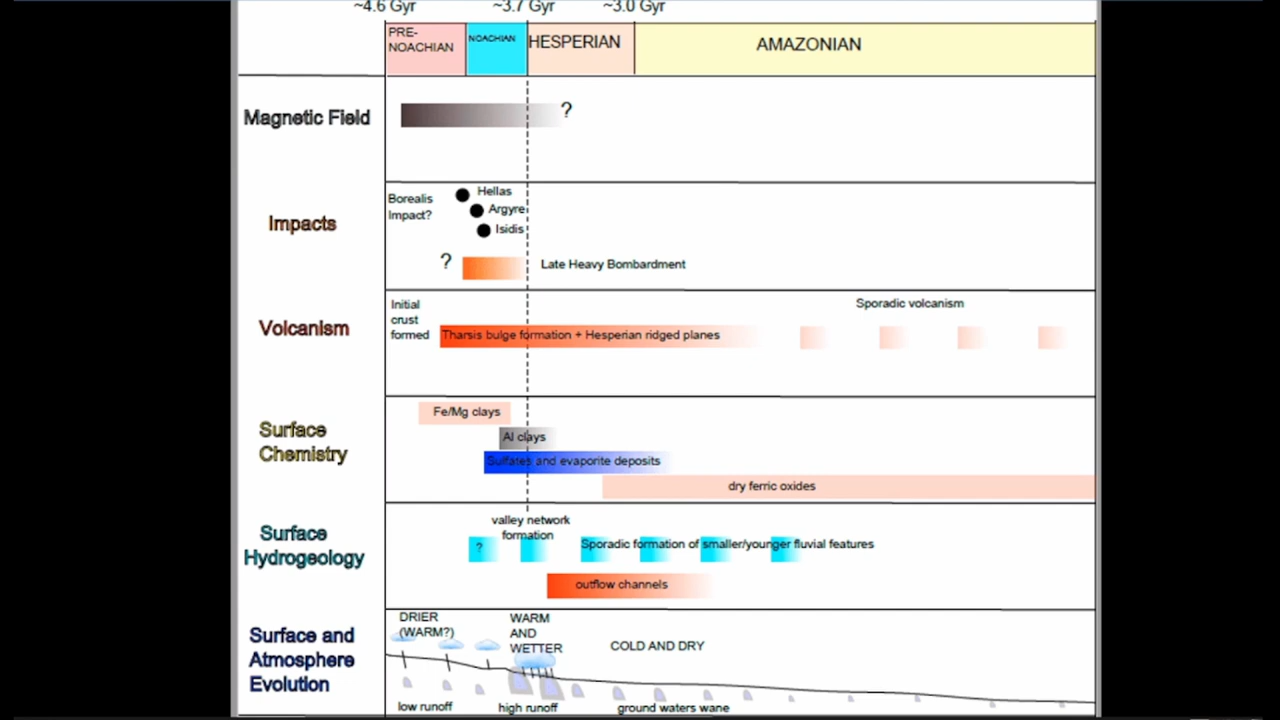 ~4.6 Gyr ~3.7 Gyr ~3.0 Gyr
PRE-
NOACHIAN
NOACHIAN
HESPERIAN
AMAZONIAN
Magnetic Field
?
Impacts
Borealis
Impact?
Hellas
Argyre
Isidis
?
Late Heavy Bombardment
Volcanism
Initial
crust
formed
Tharsis bulge formation + Hesperian ridged planes
Sporadic volcanism
Surface
Chemistry
Fe/Mg clays
Al clays
Sulfates and evaporite deposits
dry ferric oxides
Surface
Hydrogeology
valley network
formation
?
Sporadic formation of smaller/younger fluvial features
outflow channels
Surface and
Atmosphere
Evolution
DRIER
(WARM?)
WARM
AND
WETTER
COLD AND DRY
low runoff
high runoff
ground waters wane